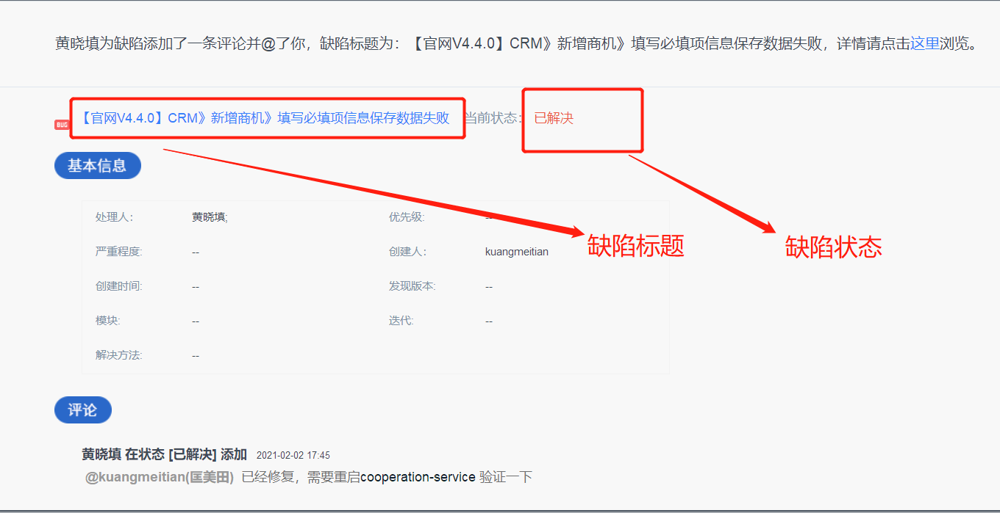 黄晓填为缺陷添加了一条评论并@了你，缺陷标题为：【官网V4.4.0】CRM》新增商机》填写必填项信息保存数据失败，详情请点击这里浏览。
BUG 【官网V4.4.0】CRM》新增商机》填写必填项信息保存数据失败 当前状态： 已解决
基本信息
处理人： 黄晓填; 优先级: --
严重程度: -- 创建人： kuangmeitian
缺陷标题 缺陷状态
创建时间: -- 发现版本: --
模块: -- 迭代: --
解决方法: --
评论
黄晓填 在状态 [已解决] 添加 2021-02-02 17:45
@kuangmeitian(匡美田) 已经修复，需要重启cooperation-service 验证一下